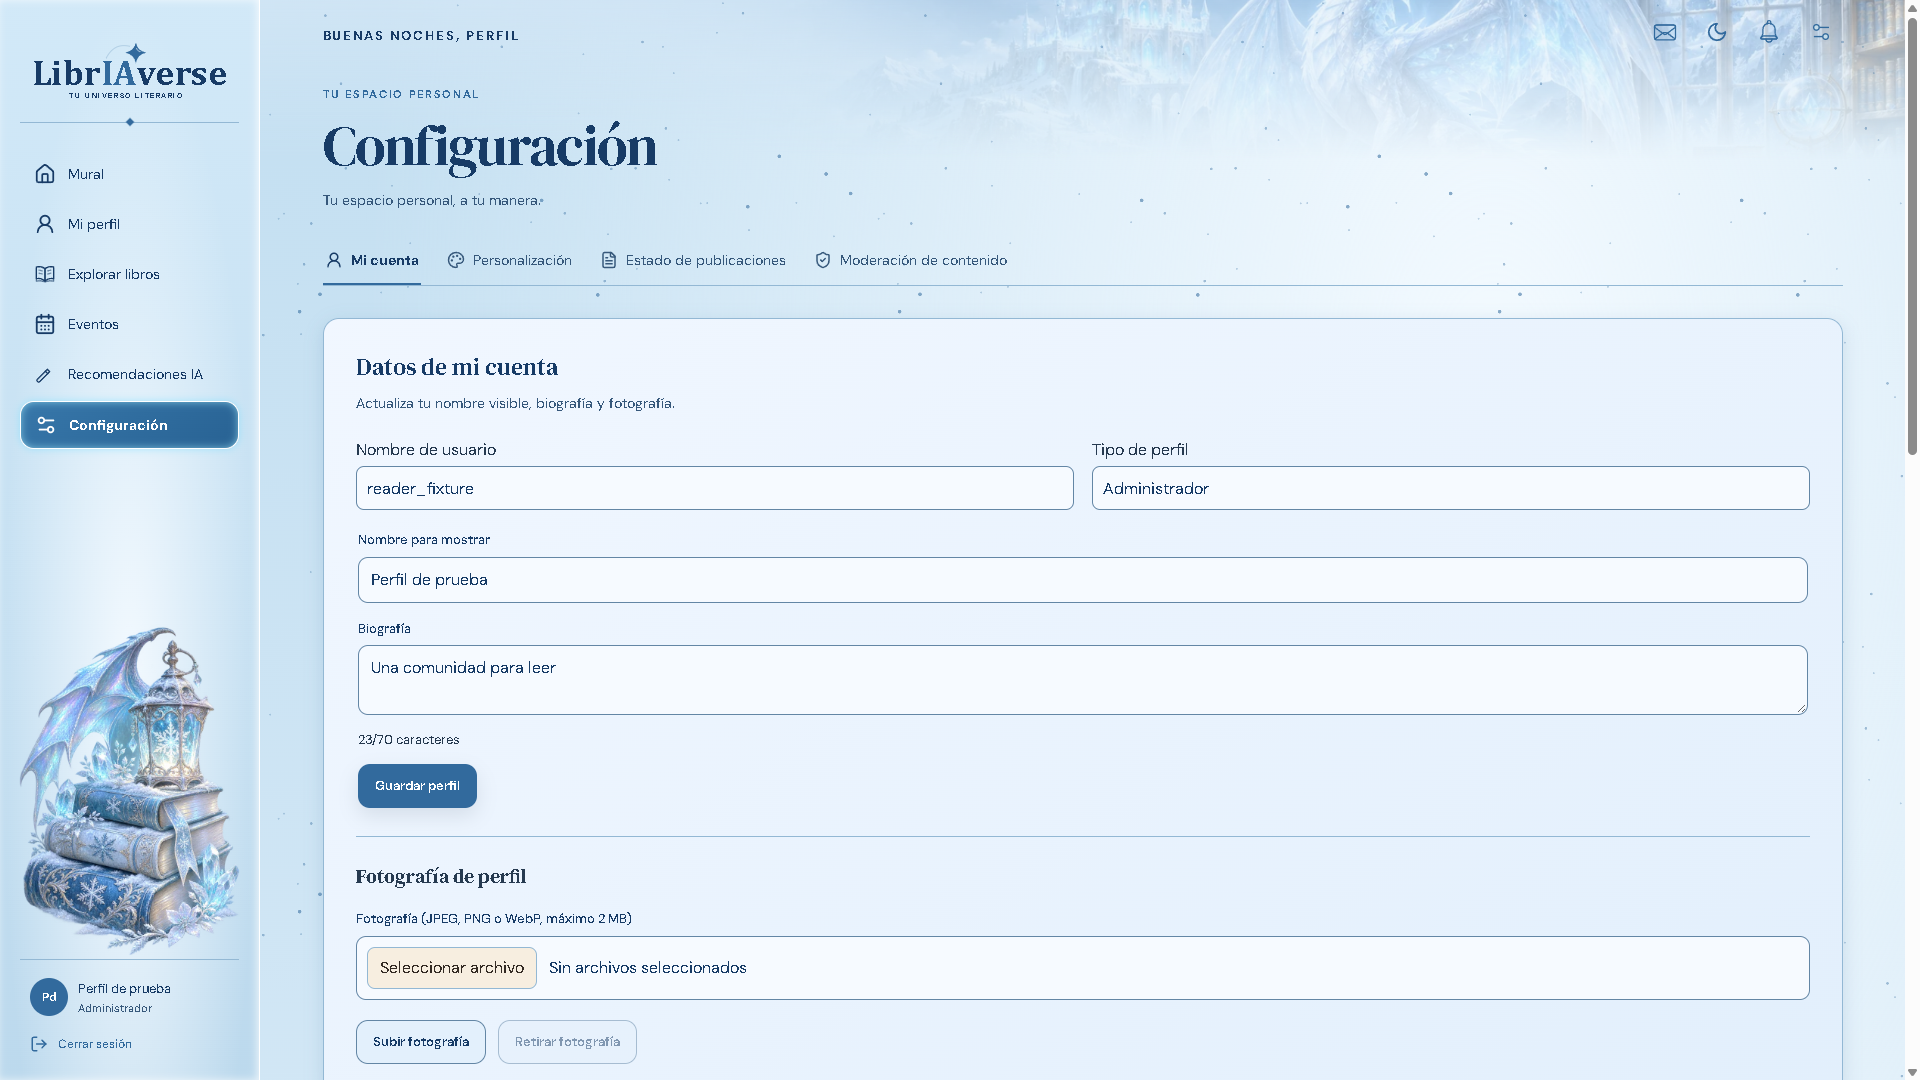 LibrIAverse
TU UNIVERSO LITERARIO
Mural
Mi perfil
Explorar libros
Eventos
Recomendaciones IA
Configuración
Pd
Perfil de prueba
Administrador
Cerrar sesión
BUENAS NOCHES, PERFIL
TU ESPACIO PERSONAL
Configuración
Tu espacio personal, a tu manera.
Mi cuenta
Personalización
Estado de publicaciones
Moderación de contenido
Datos de mi cuenta
Actualiza tu nombre visible, biografía y fotografía.
Nombre de usuario
reader_fixture
Tipo de perfil
Administrador
Nombre para mostrar
Perfil de prueba
Biografía
Una comunidad para leer
23/70 caracteres
Guardar perfil
Fotografía de perfil
Fotografía (JPEG, PNG o WebP, máximo 2 MB)
Seleccionar archivo Sin archivos seleccionados
Subir fotografía
Retirar fotografía